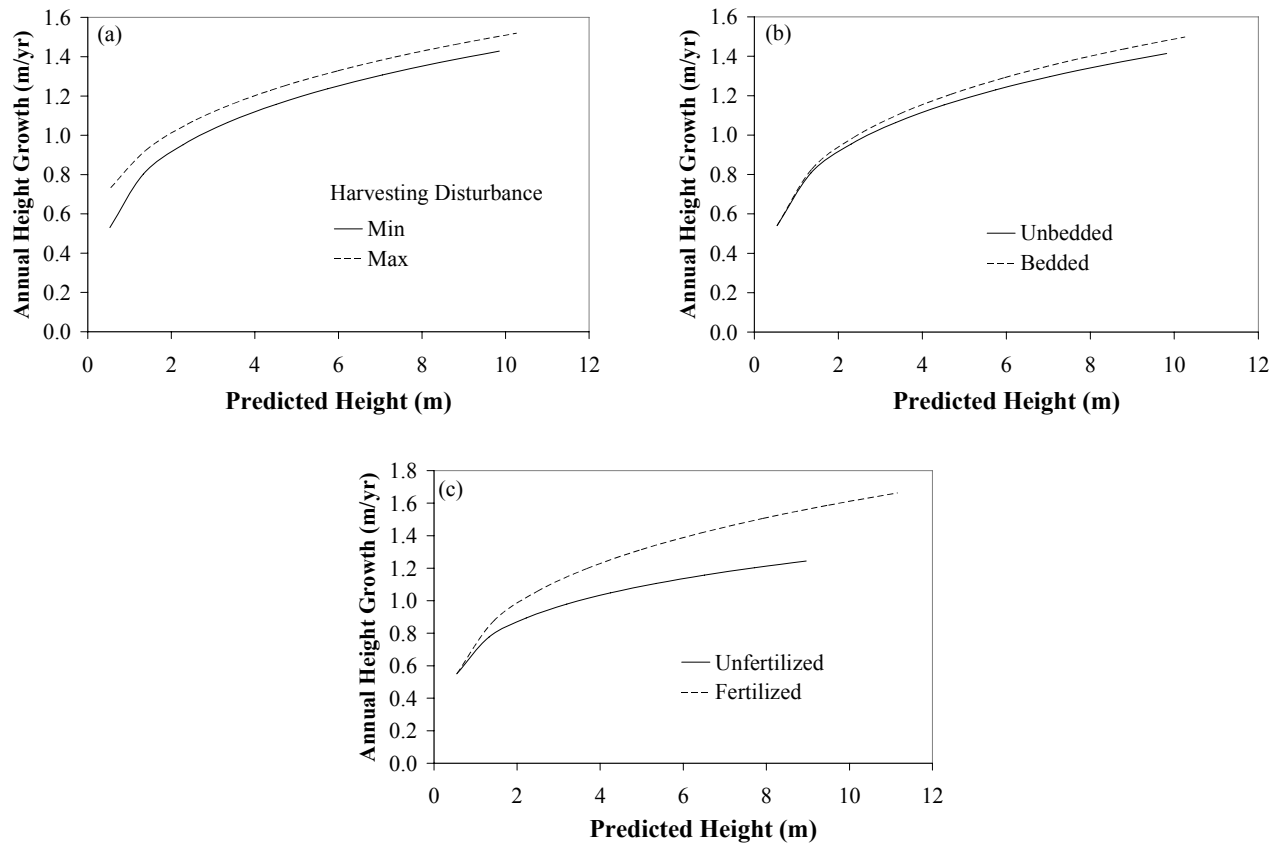 (a)
Annual Height Growth (m/yr)
1.6
1.4
1.2
1.0
0.8
0.6
0.4
0.2
0.0
Harvesting Disturbance
Min
Max
0 2 4 6 8 10 12
Predicted Height (m)
(b)
Annual Height Growth (m/yr)
1.6
1.4
1.2
1.0
0.8
0.6
0.4
0.2
0.0
Unbedded
Bedded
0 2 4 6 8 10 12
Predicted Height (m)
(c)
Annual Height Growth (m/yr)
1.8
1.6
1.4
1.2
1.0
0.8
0.6
0.4
0.2
0.0
Unfertilized
Fertilized
0 2 4 6 8 10 12
Predicted Height (m)